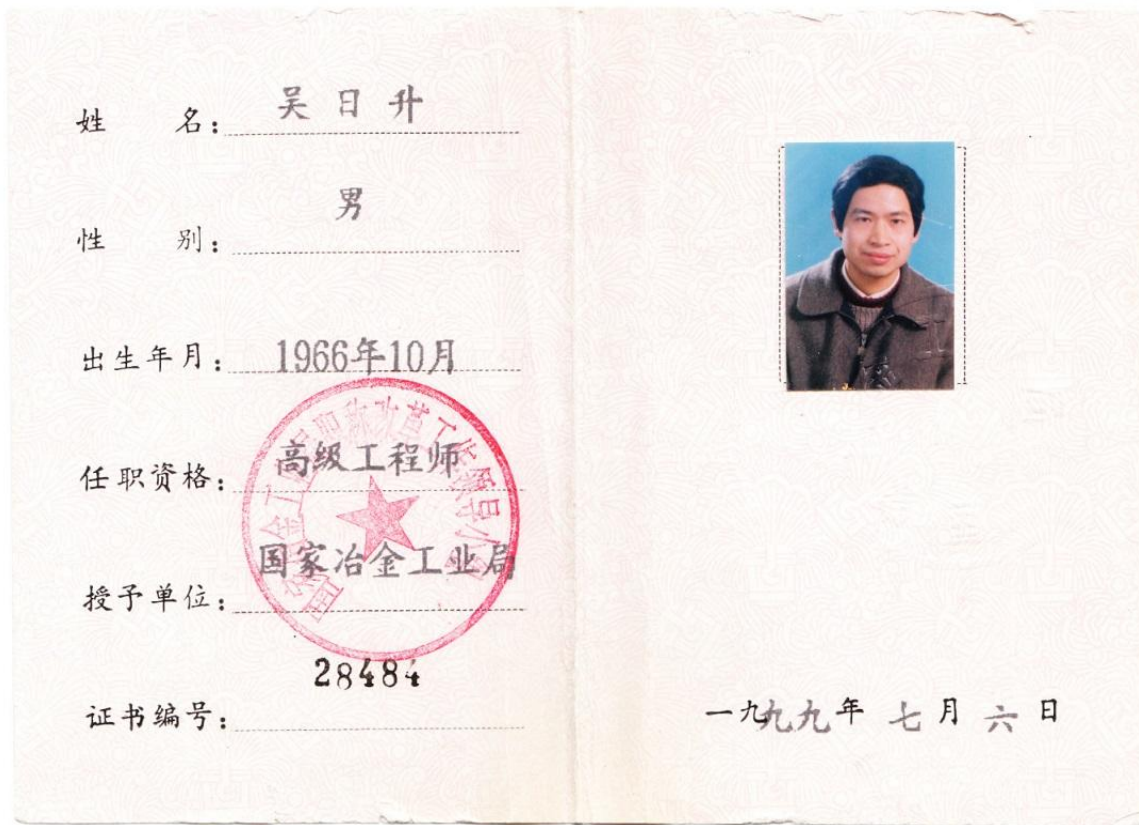 姓 名：吴日升
性 别：男
出生年月：1966年10月
任职资格：高级工程师
授予单位：国家冶金工业局
证书编号：28484
一九九九年 七月 六日